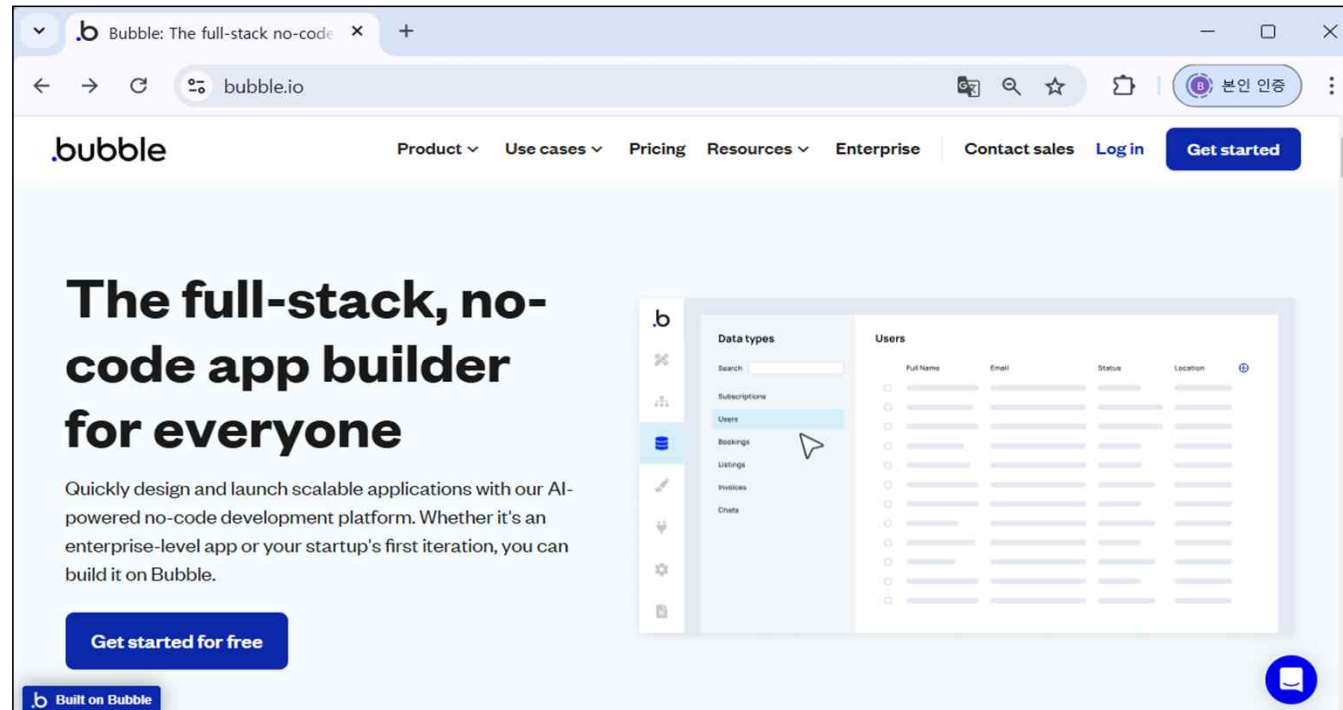 Bubble: The full-stack no-code
bubble.io
본인 인증
.bubble
Product
Use cases
Pricing
Resources
Enterprise
Contact sales
Log in
Get started
The full-stack, no-
code app builder
for everyone
Quickly design and launch scalable applications with our AI-
powered no-code development platform. Whether it's an
enterprise-level app or your startup's first iteration, you can
build it on Bubble.
Get started for free
.b
Data types
Search
Subscriptions
Users
Bookings
Listings
Invoices
Chats
Users
Full Name
Email
Status
Location
.b Built on Bubble